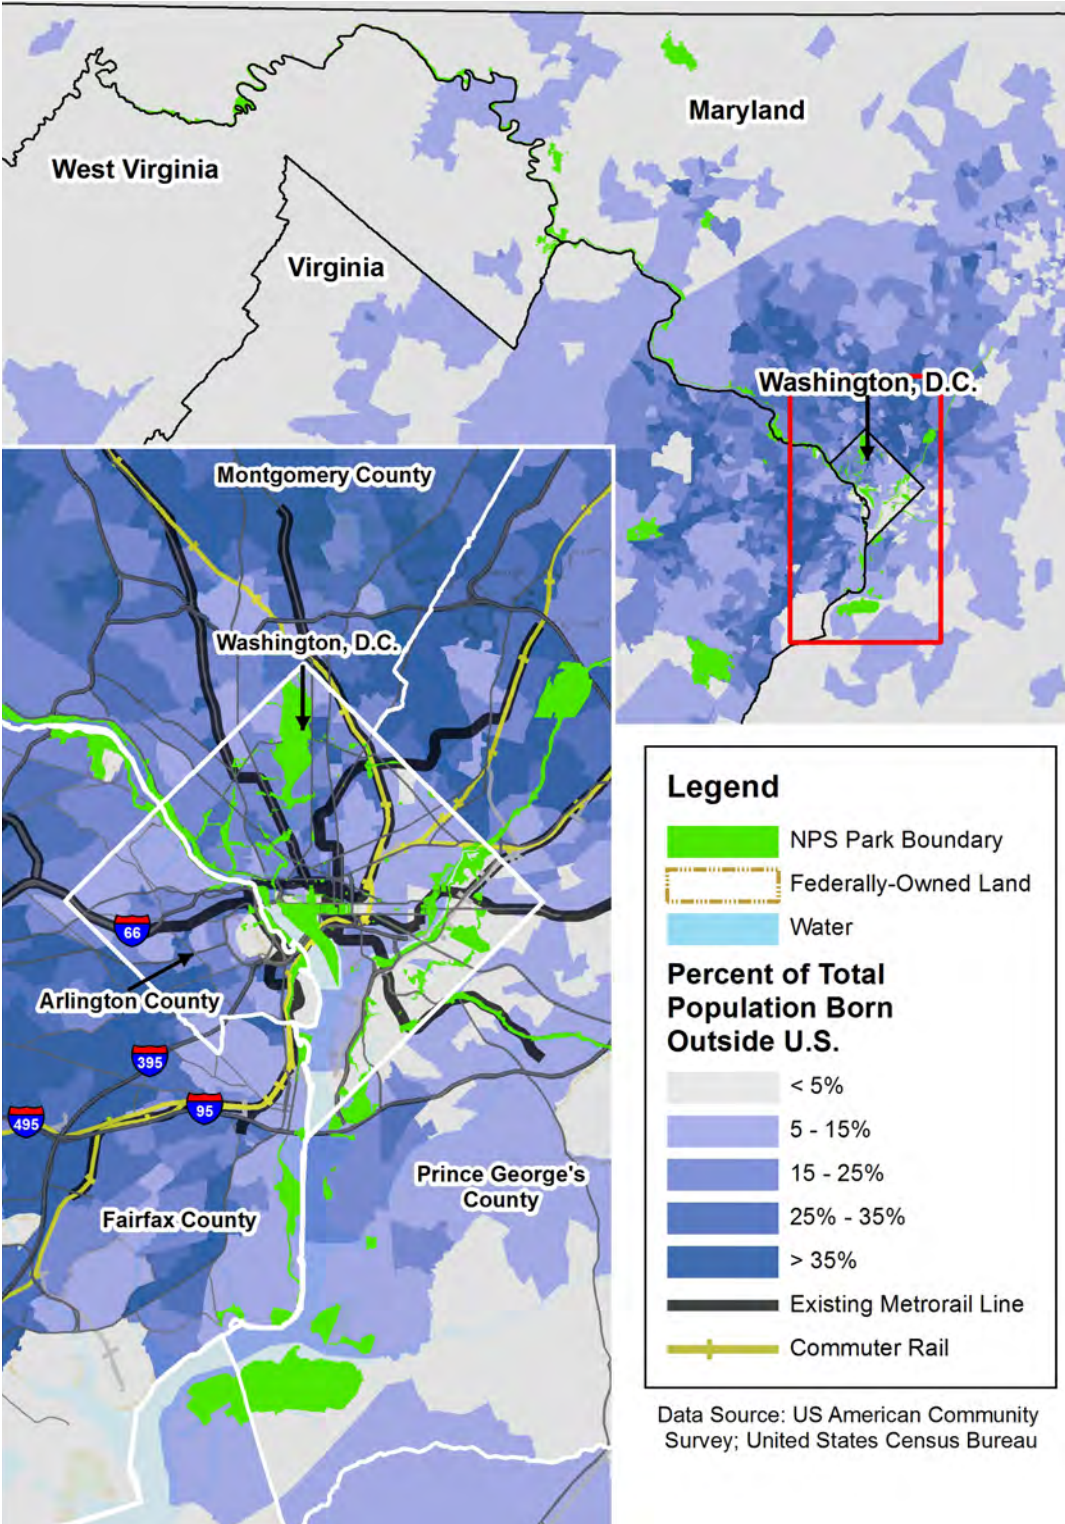 Maryland
West Virginia
Virginia
Washington, D.C.
Montgomery County
Washington, D.C.
66
Arlington County
395
95
495
Prince George's
County
Fairfax County
Legend
NPS Park Boundary
Federally-Owned Land
Water
Percent of Total
Population Born
Outside U.S.
< 5%
5 - 15%
15 - 25%
25% - 35%
> 35%
Existing Metrorail Line
Commuter Rail
Data Source: US American Community
Survey; United States Census Bureau